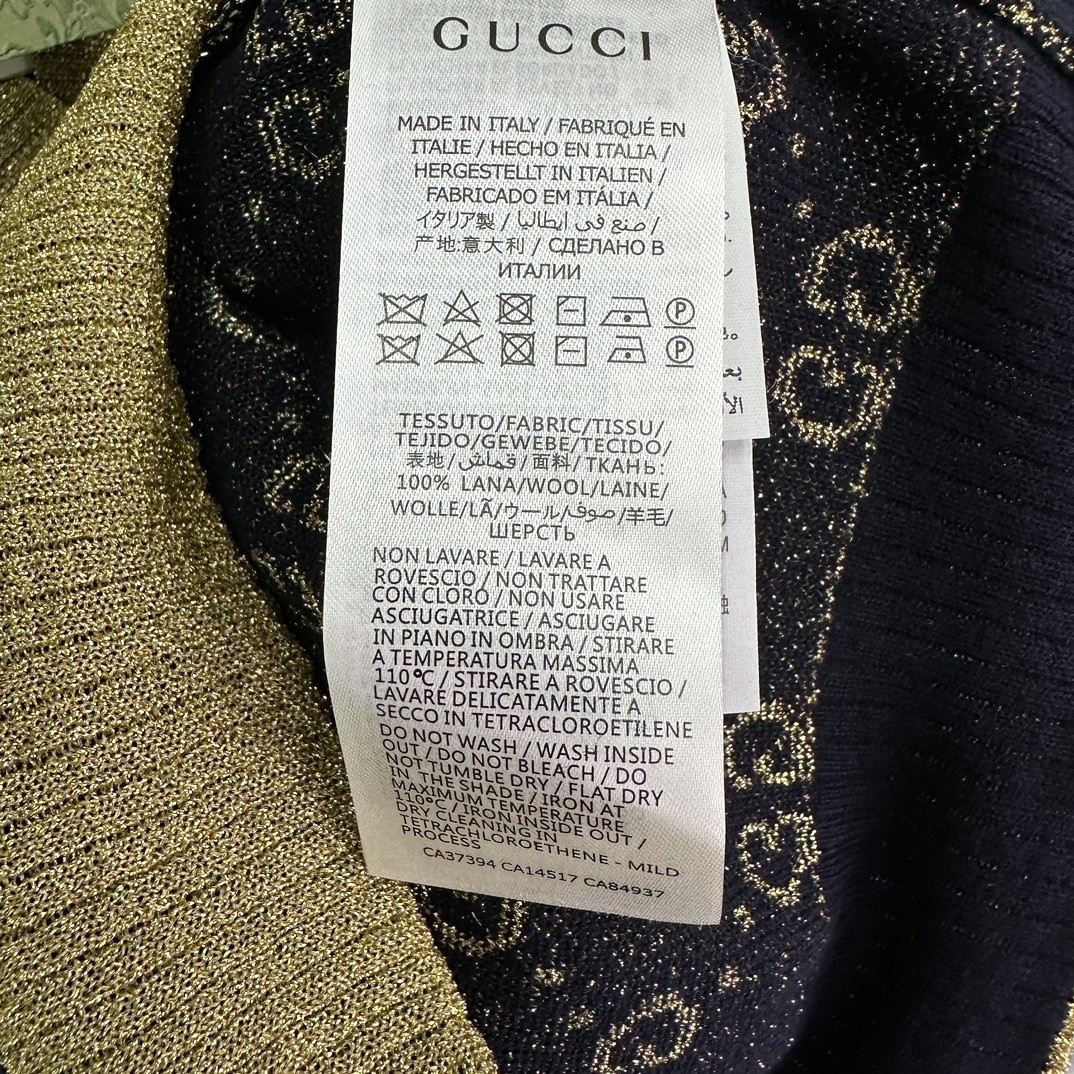 GUCCI
MADE IN ITALY / FABRIQUÉ EN
ITALIE / HECHO EN ITALIA /
HERGESTELLT IN ITALIEN /
FABRICADO EM ITÁLIA /
イタリア製 / صنع في ايطاليا /
产地:意大利 / СДЕЛАНО В
ИТАЛИИ
TESSUTO/FABRIC/TISSU/
TEJIDO/GEWEBE/TECIDO/
表地/قماش/面料/ТКАНЬ:
100% LANA/WOOL/LAINE/
WOLLE/LÃ/ウール/صوف/羊毛/
ШЕРСТЬ
NON LAVARE / LAVARE A
ROVESCIO / NON TRATTARE
CON CLORO / NON USARE
ASCIUGATRICE / ASCIUGARE
IN PIANO IN OMBRA / STIRARE
A TEMPERATURA MASSIMA
110°C / STIRARE A ROVESCIO /
LAVARE DELICATAMENTE A
SECCO IN TETRACLOROETILENE
DO NOT WASH / WASH INSIDE
OUT / DO NOT BLEACH / DO
NOT TUMBLE DRY / FLAT DRY
IN THE SHADE / IRON AT
MAXIMUM TEMPERATURE
110°C / IRON INSIDE OUT /
DRY CLEANING IN
TETRACHLOROETHENE - MILD
PROCESS
CA37394 CA14517 CA84937